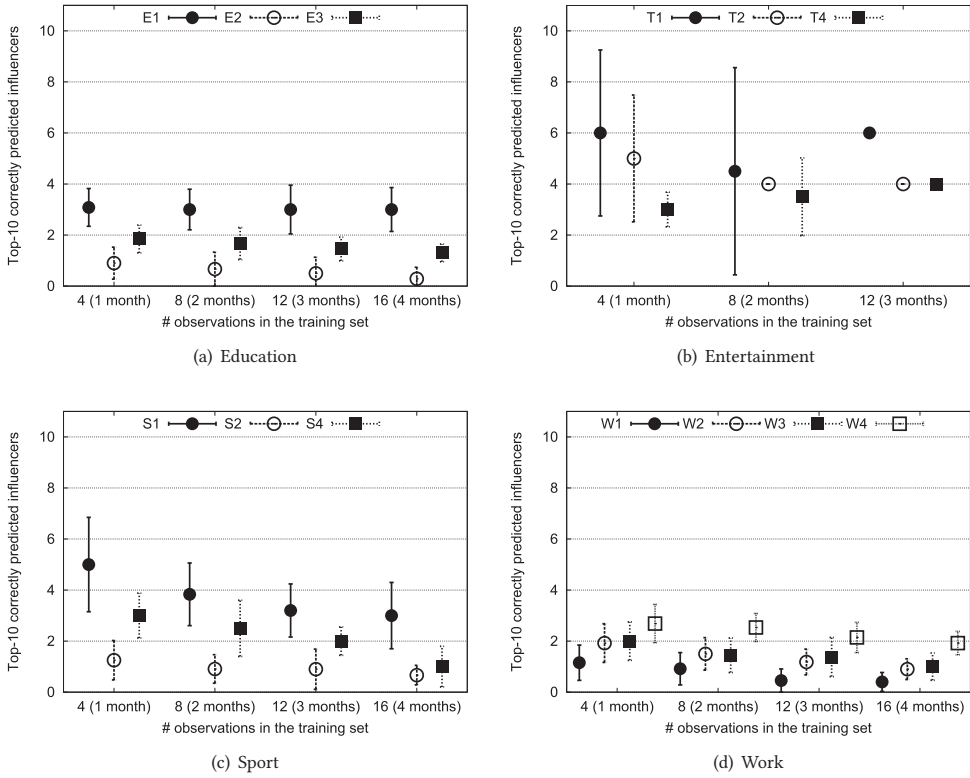 E1 E2 E3
Top-10 correctly predicted influencers
10
8
6
4
2
0
4 (1 month) 8 (2 months) 12 (3 months) 16 (4 months)
# observations in the training set
(a) Education
T1 T2 T4
Top-10 correctly predicted influencers
10
8
6
4
2
0
4 (1 month) 8 (2 months) 12 (3 months)
# observations in the training set
(b) Entertainment
S1 S2 S4
Top-10 correctly predicted influencers
10
8
6
4
2
0
4 (1 month) 8 (2 months) 12 (3 months) 16 (4 months)
# observations in the training set
(c) Sport
W1 W2 W3 W4
Top-10 correctly predicted influencers
10
8
6
4
2
0
4 (1 month) 8 (2 months) 12 (3 months) 16 (4 months)
# observations in the training set
(d) Work